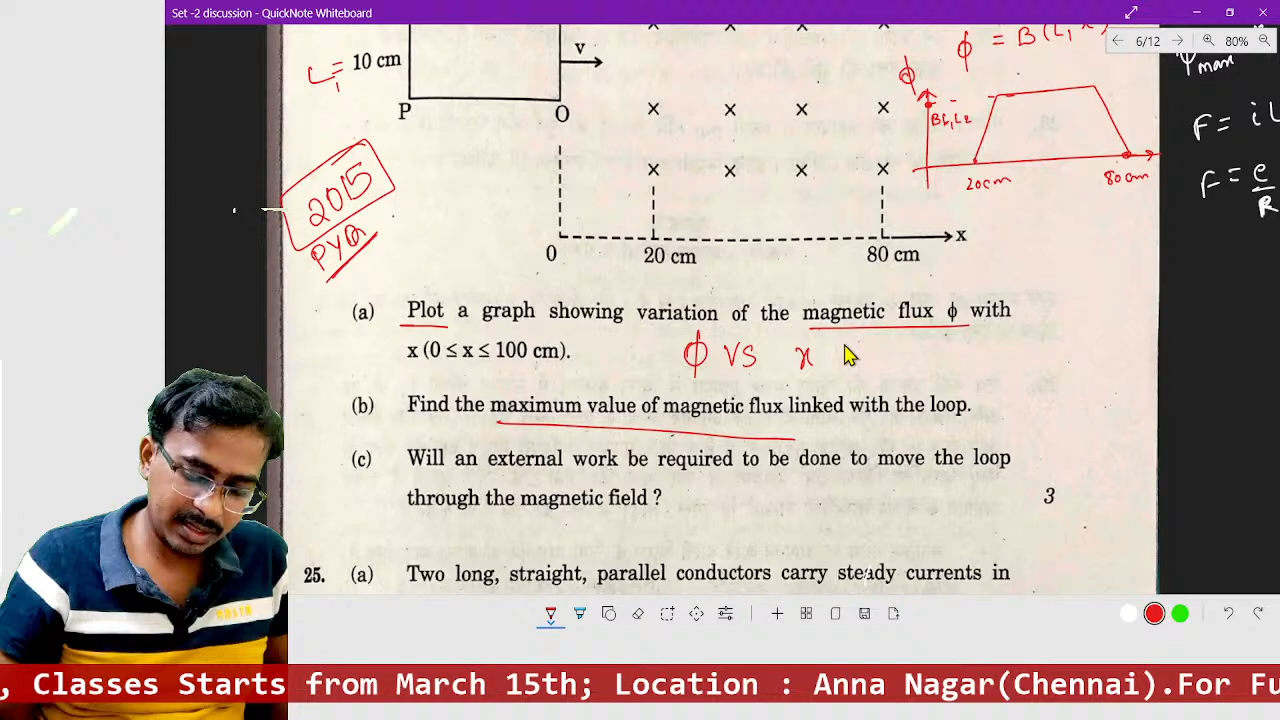 Set -2 discussion - QuickNote Whiteboard
6/12
80%
ϕ = B(L₁
L₁ = 10 cm
v
P
O
ϕ
BL₁L₂
20cm
80cm
ϕmax
F = i
F = e/R
× × × ×
× × × ×
2015
PYQ
0 20 cm 80 cm x
(a) Plot a graph showing variation of the magnetic flux ϕ with
x (0 ≤ x ≤ 100 cm).
ϕ VS x
(b) Find the maximum value of magnetic flux linked with the loop.
(c) Will an external work be required to be done to move the loop
through the magnetic field ? 3
25. (a) Two long, straight, parallel conductors carry steady currents in
, Classes Starts from March 15th; Location : Anna Nagar(Chennai).For Fu